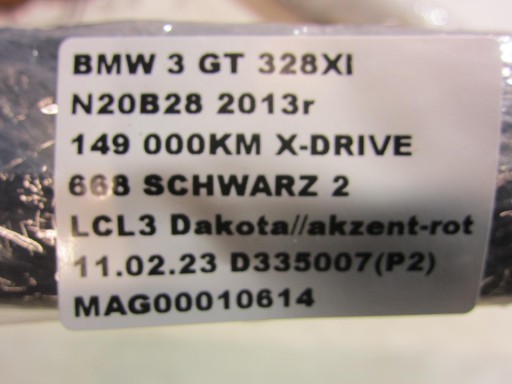 BMW 3 GT 328XI
N20B28 2013r
149 000KM X-DRIVE
668 SCHWARZ 2
LCL3 Dakota//akzent-rot
11.02.23 D335007(P2)
MAG00010614